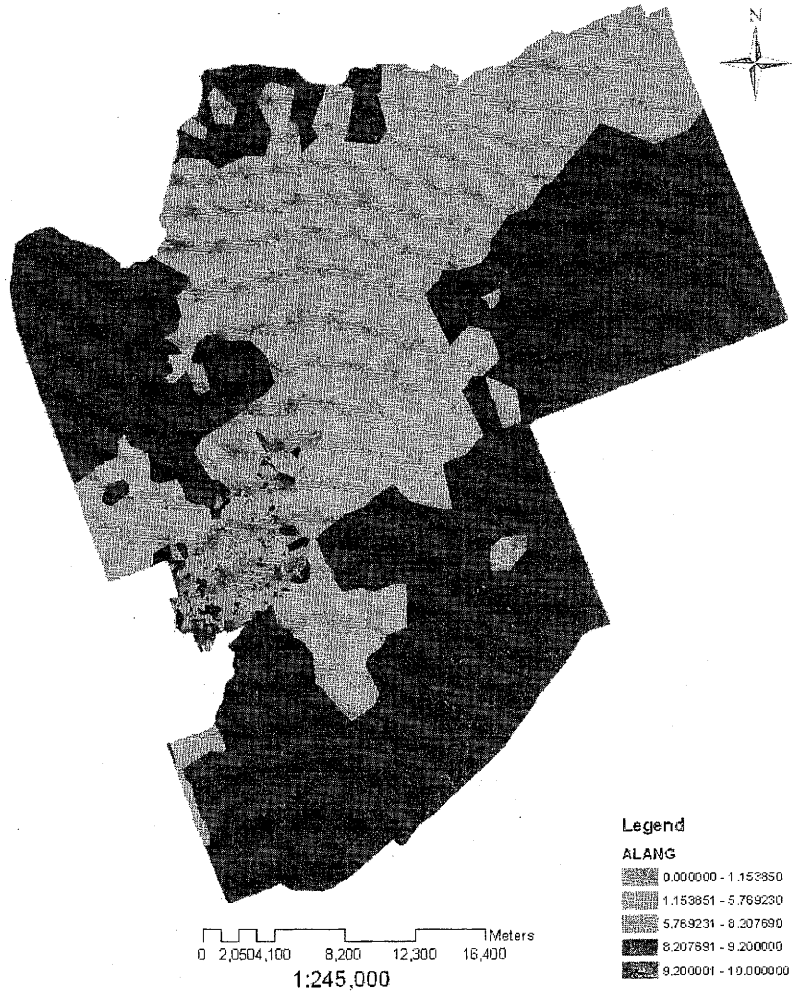 N
Legend
ALANG
0.000000 - 1.153850
1.153851 - 5.769230
5.769231 - 8.207690
8.207691 - 9.200000
9.200001 - 10.000000
Meters
0 2,0504,100 8,200 12,300 16,400
1:245,000